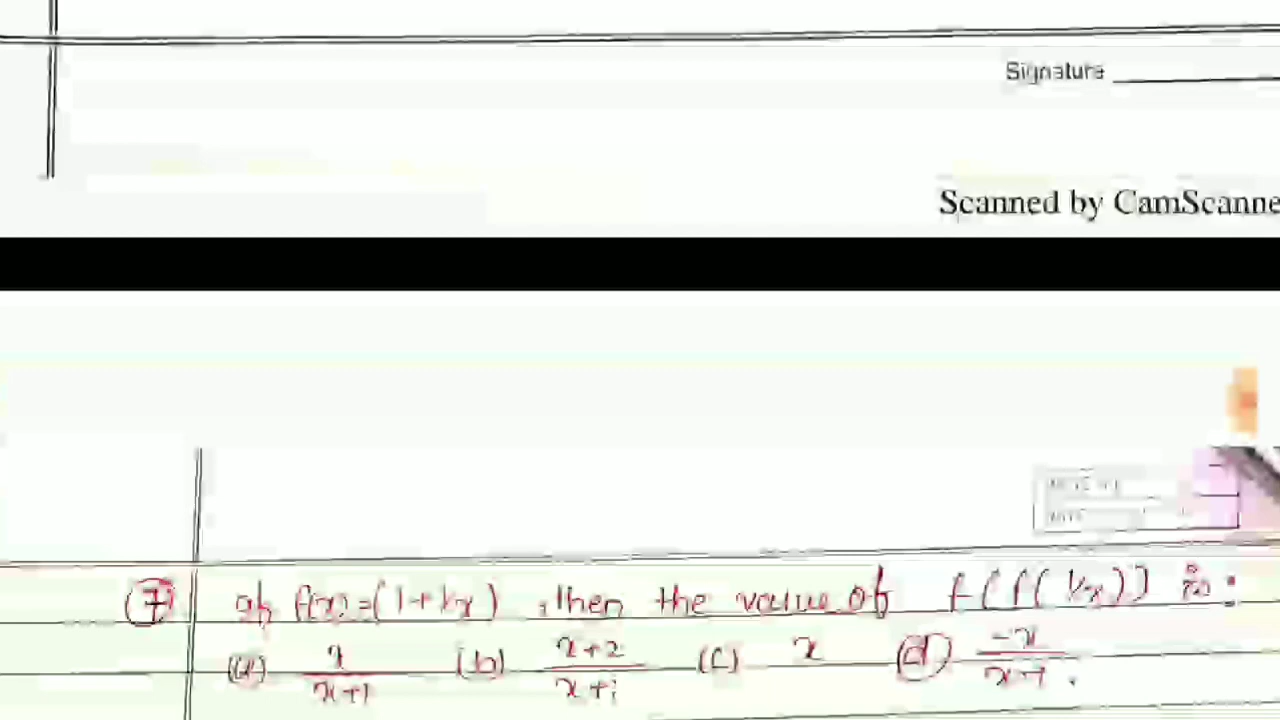 Signature
Scanned by CamScanne
(7) If f(x)=(1+1/x) , then the value of f(f(1/x)) is :
(a) x/x+1 (b) x+2/x+1 (c) x (d) -x/x-1 .